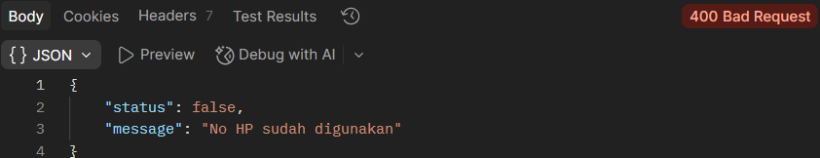 Body Cookies Headers 7 Test Results 400 Bad Request
{} JSON Preview Debug with AI
1 {
2 "status": false,
3 "message": "No HP sudah digunakan"
4 }